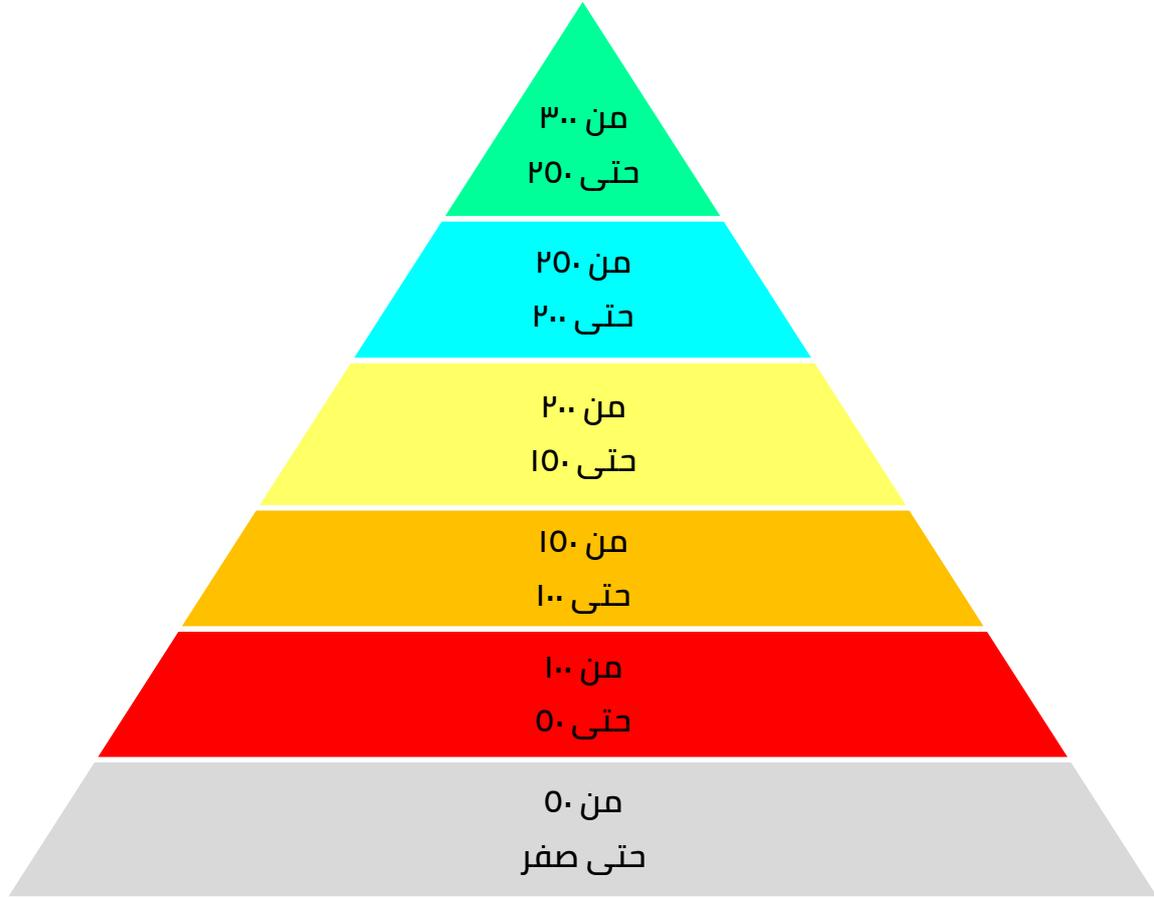 من ٣٠٠
حتى ٢٥٠
من ٢٥٠
حتى ٢٠٠
من ٢٠٠
حتى ١٥٠
من ١٥٠
حتى ١٠٠
من ١٠٠
حتى ٥٠
من ٥٠
حتى صفر